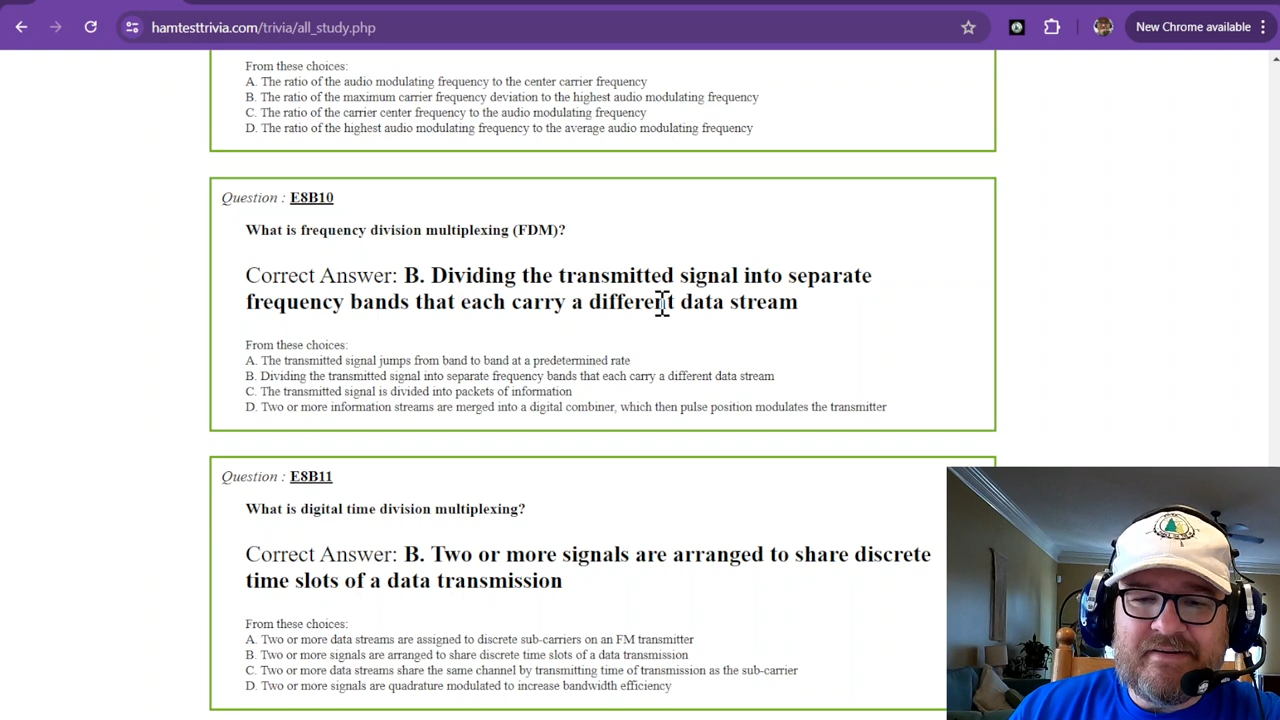 hamtesttrivia.com/trivia/all_study.php
New Chrome available
From these choices:
A. The ratio of the audio modulating frequency to the center carrier frequency
B. The ratio of the maximum carrier frequency deviation to the highest audio modulating frequency
C. The ratio of the carrier center frequency to the audio modulating frequency
D. The ratio of the highest audio modulating frequency to the average audio modulating frequency
Question : E8B10
What is frequency division multiplexing (FDM)?
Correct Answer: B. Dividing the transmitted signal into separate
frequency bands that each carry a different data stream
From these choices:
A. The transmitted signal jumps from band to band at a predetermined rate
B. Dividing the transmitted signal into separate frequency bands that each carry a different data stream
C. The transmitted signal is divided into packets of information
D. Two or more information streams are merged into a digital combiner, which then pulse position modulates the transmitter
Question : E8B11
What is digital time division multiplexing?
Correct Answer: B. Two or more signals are arranged to share discrete
time slots of a data transmission
From these choices:
A. Two or more data streams are assigned to discrete sub-carriers on an FM transmitter
B. Two or more signals are arranged to share discrete time slots of a data transmission
C. Two or more data streams share the same channel by transmitting time of transmission as the sub-carrier
D. Two or more signals are quadrature modulated to increase bandwidth efficiency